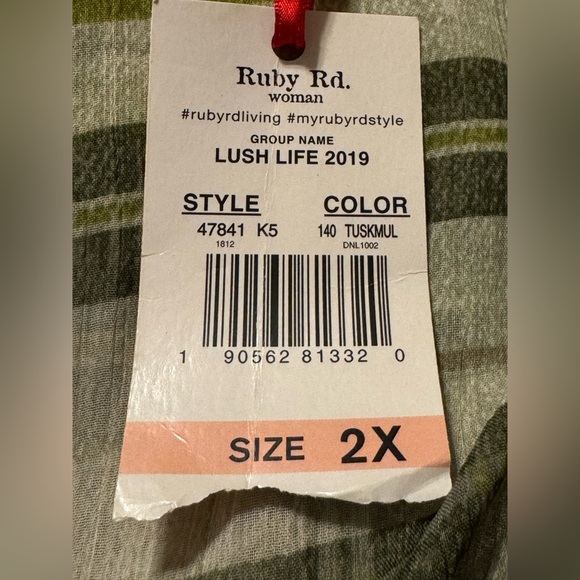 Ruby Rd.
woman
#rubyrdliving #myrubyrdstyle
GROUP NAME
LUSH LIFE 2019
STYLE COLOR
47841 K5 140 TUSKMUL
1812 DNL1002
1 90562 81332 0
SIZE 2X